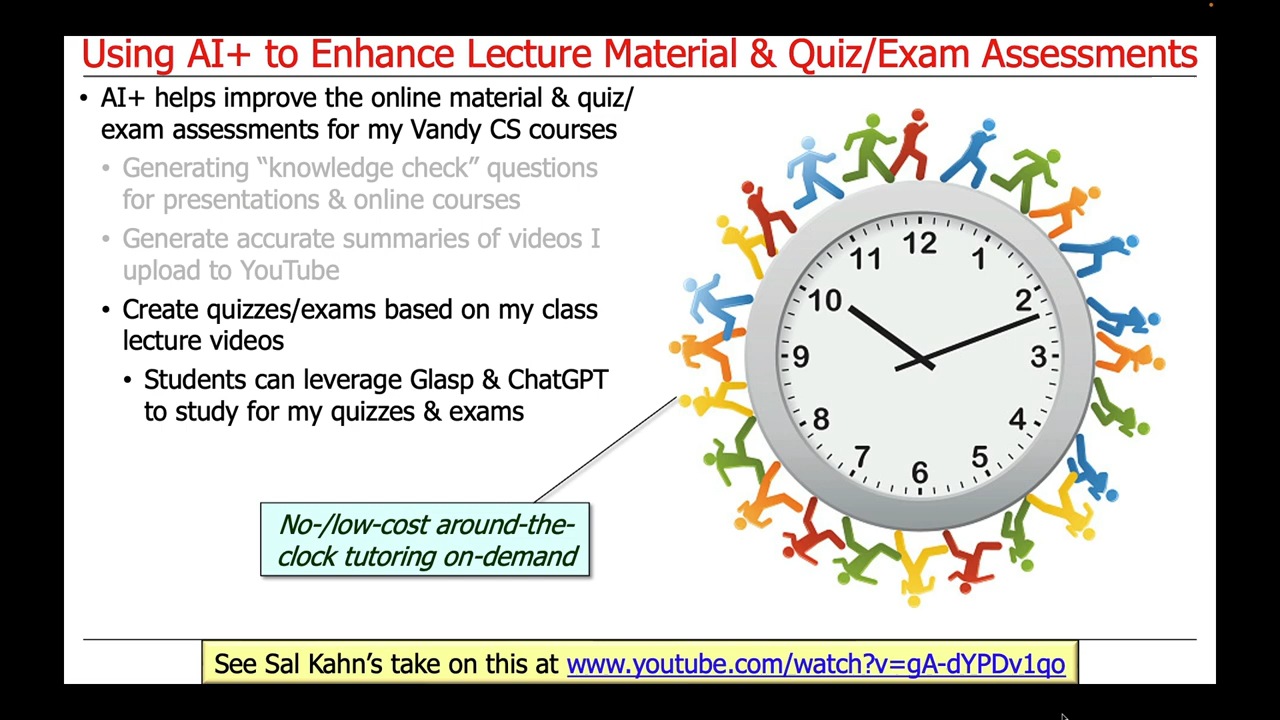 Using AI+ to Enhance Lecture Material & Quiz/Exam Assessments
• AI+ helps improve the online material & quiz/
exam assessments for my Vandy CS courses
• Generating “knowledge check” questions
for presentations & online courses
• Generate accurate summaries of videos I
upload to YouTube
• Create quizzes/exams based on my class
lecture videos
• Students can leverage Glasp & ChatGPT
to study for my quizzes & exams
No-/low-cost around-the-
clock tutoring on-demand
12
11
1
10
2
9
3
8
4
7
5
6
See Sal Kahn’s take on this at www.youtube.com/watch?v=gA-dYPDv1qo